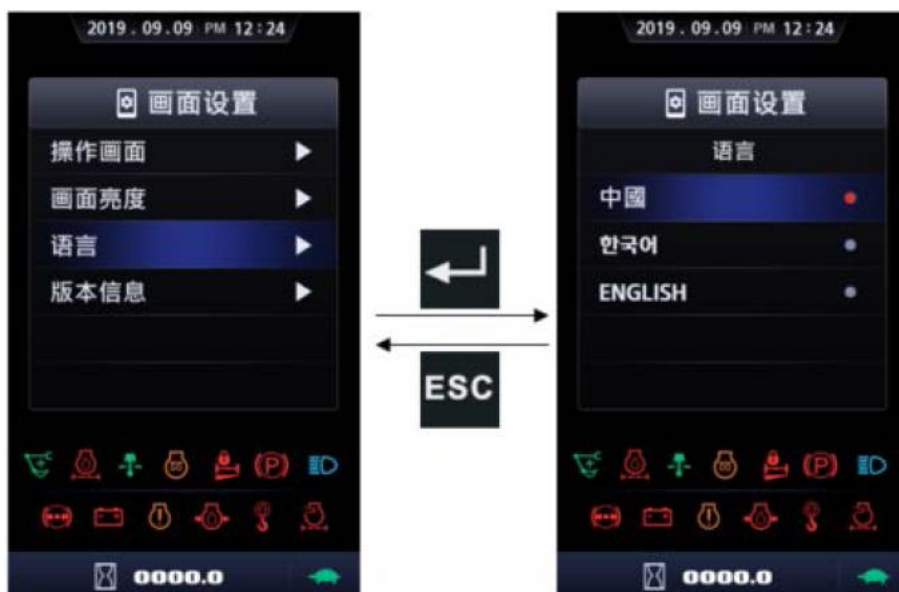 2019 . 09.09 PM 12:24
画面设置
操作画面
画面亮度
语言
版本信息
0000.0
ESC
2019 . 09.09 PM 12:24
画面设置
语言
中國
한국어
ENGLISH
0000.0